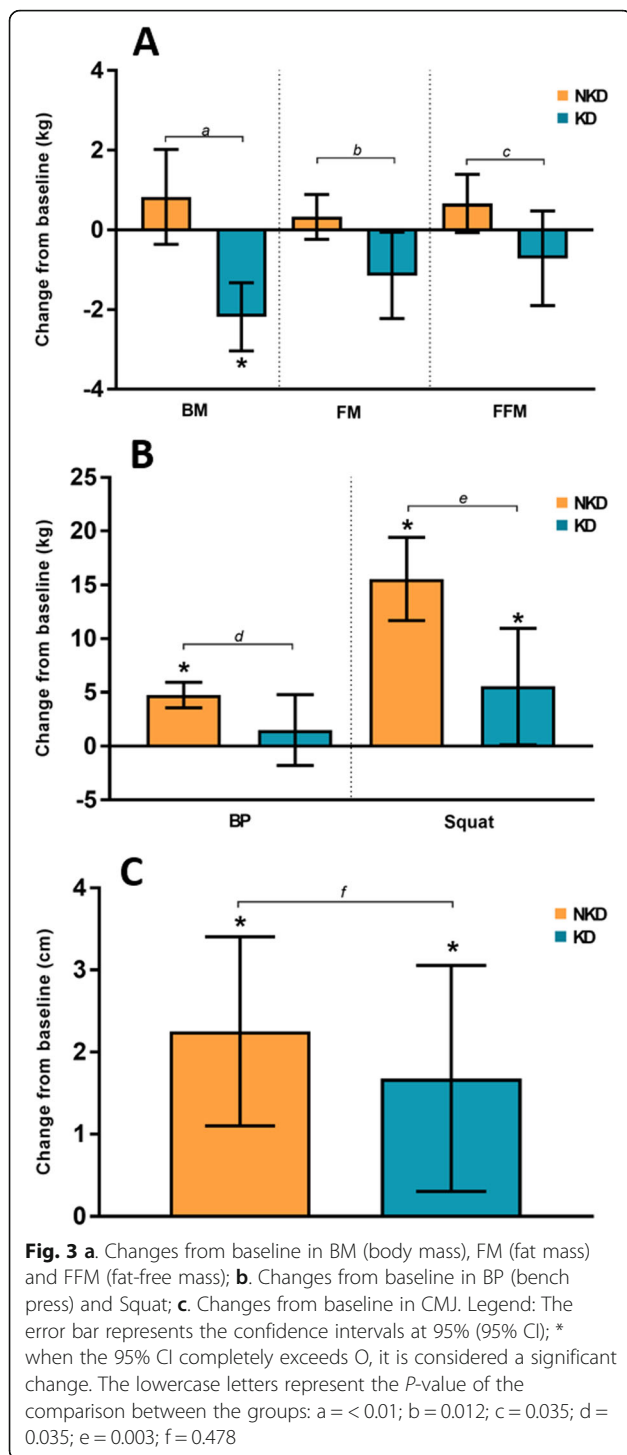 A
4
2
0
-2
-4
Change from baseline (kg)
NKD
KD
a
b
c
*
BM FM FFM
B
25
20
15
10
5
0
-5
Change from baseline (kg)
NKD
KD
d
e
*
*
*
BP Squat
C
4
3
2
1
0
Change from baseline (cm)
NKD
KD
f
*
*
Fig. 3 a. Changes from baseline in BM (body mass), FM (fat mass)
and FFM (fat-free mass); b. Changes from baseline in BP (bench
press) and Squat; c. Changes from baseline in CMJ. Legend: The
error bar represents the confidence intervals at 95% (95% CI); *
when the 95% CI completely exceeds O, it is considered a significant
change. The lowercase letters represent the P-value of the
comparison between the groups: a = < 0.01; b = 0.012; c = 0.035; d =
0.035; e = 0.003; f = 0.478